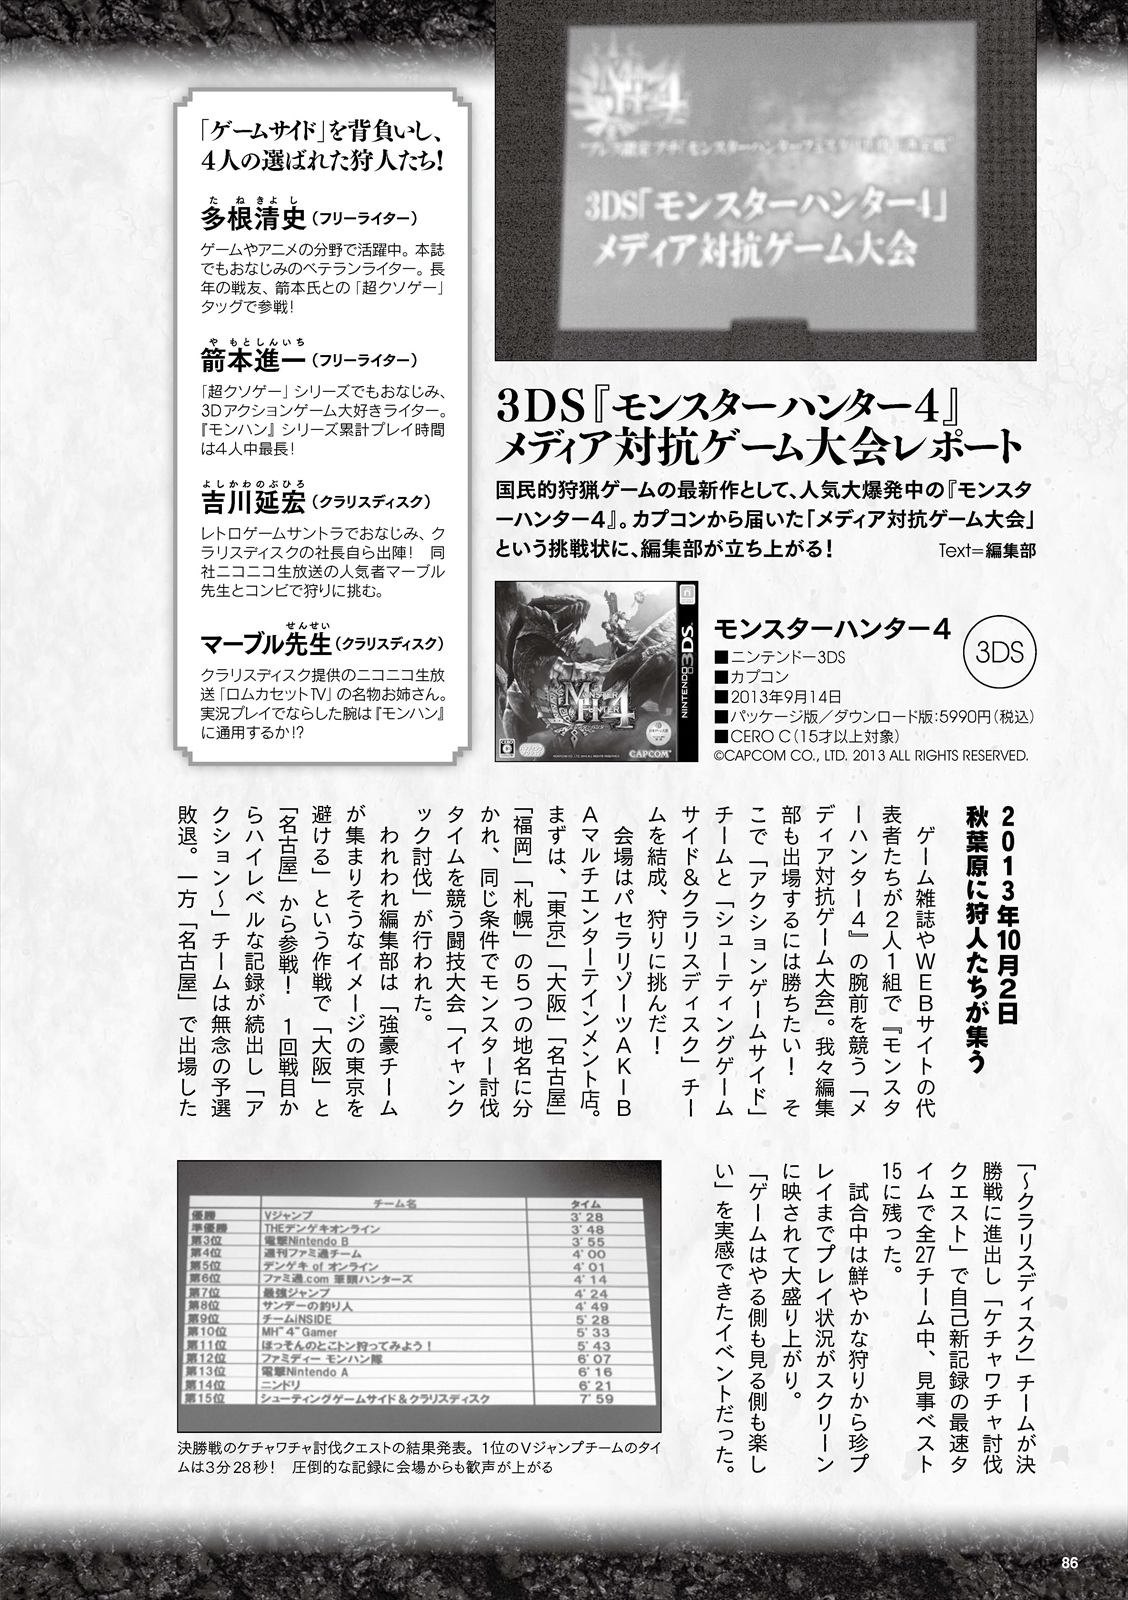 3DS「モンスターハンター4」
メディア対抗ゲーム大会
3DS『モンスターハンター4』
メディア対抗ゲーム大会レポート
国民的狩猟ゲームの最新作として、人気大爆発中の『モンスタ
ーハンター4』。カプコンから届いた「メディア対抗ゲーム大会」
という挑戦状に、編集部が立ち上がる！
Text=編集部
「ゲームサイド」を背負いし、
4人の選ばれた狩人たち！
たねきよし
多根清史（フリーライター）
ゲームやアニメの分野で活躍中。本誌
でもおなじみのベテランライター。長
年の戦友、箭本氏との「超クソゲー」
タッグで参戦！
やもとしんいち
箭本進一（フリーライター）
「超クソゲー」シリーズでもおなじみ、
3Dアクションゲーム大好きライター。
『モンハン』シリーズ累計プレイ時間
は4人中最長！
よしかわのぶひろ
吉川延宏（クラリスディスク）
レトロゲームサントラでおなじみ、ク
ラリスディスクの社長自ら出陣！　同
社ニコニコ生放送の人気者マーブル
先生とコンビで狩りに挑む。
せんせい
マーブル先生（クラリスディスク）
クラリスディスク提供のニコニコ生放
送「ロムカセットTV」の名物お姉さん。
実況プレイでならした腕は『モンハン』
に通用するか!?
NINTENDO 3DS
MONSTER HUNTER 4
CAPCOM
モンスターハンター4
3DS
■ニンテンドー3DS
■カプコン
■2013年9月14日
■パッケージ版／ダウンロード版：5990円（税込）
■CERO C（15才以上対象）
©CAPCOM CO., LTD. 2013 ALL RIGHTS RESERVED.
2013年10月2日
秋葉原に狩人たちが集う
　ゲーム雑誌やWEBサイトの代
表者たちが2人1組で『モンスタ
ーハンター4』の腕前を競う「メ
ディア対抗ゲーム大会」。我々編集
部も出場するには勝ちたい！　そ
こで「アクションゲームサイド」
チームと「シューティングゲーム
サイド＆クラリスディスク」チー
ムを結成、狩りに挑んだ！
　会場はパセラリゾーツAKIB
Aマルチエンターテインメント店。
まずは、「東京」「大阪」「名古屋」
「福岡」「札幌」の5つの地名に分
かれ、同じ条件でモンスター討伐
タイムを競う闘技大会「イャンク
ック討伐」が行われた。
　われわれ編集部は「強豪チーム
が集まりそうなイメージの東京を
避ける」という作戦で「大阪」と
「名古屋」から参戦！　1回戦目か
らハイレベルな記録が続出し「ア
クション〜」チームは無念の予選
敗退。一方「名古屋」で出場した
「〜クラリスディスク」チームが決
勝戦に進出し「ケチャワチャ討伐
クエスト」で自己新記録の最速タ
イムで全27チーム中、見事ベスト
15に残った。
　試合中は鮮やかな狩りから珍プ
レイまでプレイ状況がスクリーン
に映されて大盛り上がり。
「ゲームはやる側も見る側も楽し
い」を実感できたイベントだった。
チーム名 タイム
優勝 Vジャンプ 3'28
準優勝 THEデンゲキオンライン 3'48
第3位 電撃Nintendo B 3'55
第4位 週刊ファミ通チーム 4'00
第5位 デンゲキ of オンライン 4'01
第6位 ファミ通.com 筆頭ハンターズ 4'14
第7位 最強ジャンプ 4'24
第8位 サンデーの釣り人 4'49
第9位 チームiNSIDE 5'28
第10位 MH"4"Gamer 5'33
第11位 ほっそんのとことン狩ってみよう！ 5'43
第12位 ファミディー モンハン隊 6'07
第13位 電撃Nintendo A 6'16
第14位 ニンドリ 6'21
第15位 シューティングゲームサイド＆クラリスディスク 7'59
決勝戦のケチャワチャ討伐クエストの結果発表。1位のVジャンプチームのタイ
ムは3分28秒！　圧倒的な記録に会場からも歓声が上がる
86